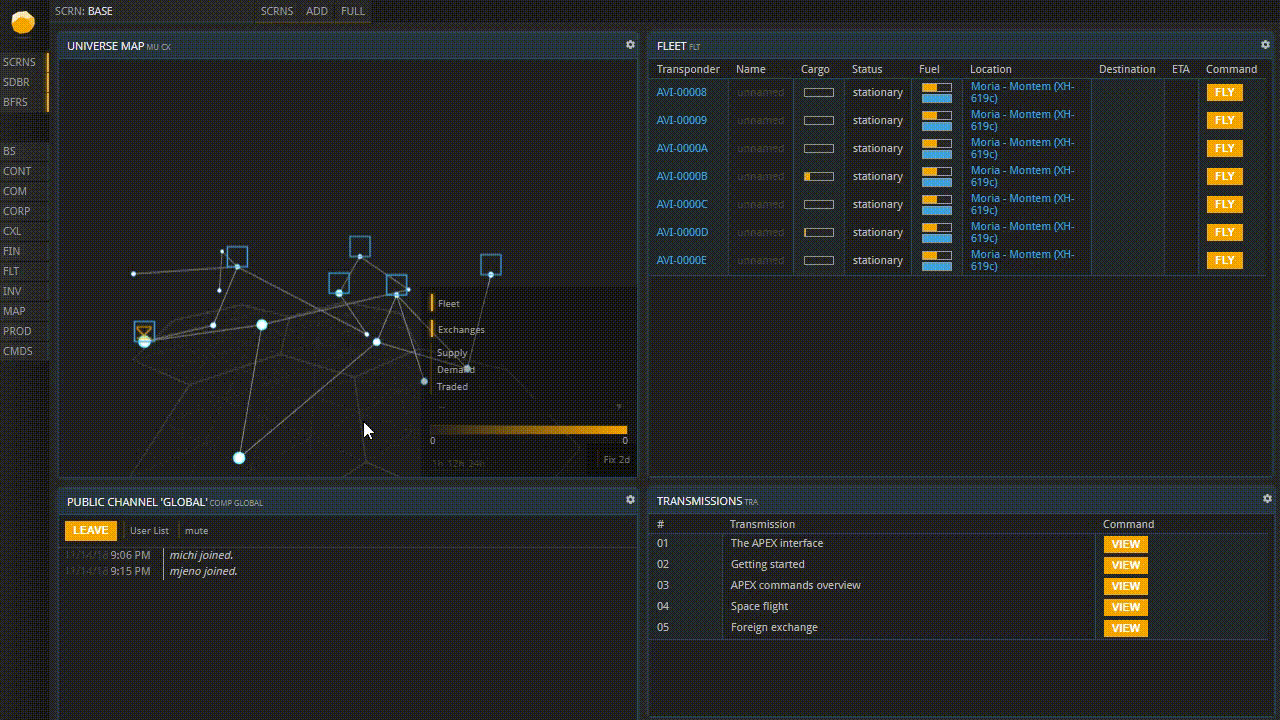 SCRN: BASE SCRNS ADD FULL
SCRNS
SDBR
BFRS
BS
CONT
COM
CORP
CXL
FIN
FLT
INV
MAP
PROD
CMDS
UNIVERSE MAP MU CX
Fleet
Exchanges
Supply
Demand
Traded
--
0 0
1h 12h 24h Fix 2d
FLEET FLT
Transponder Name Cargo Status Fuel Location Destination ETA Command
AVI-00008 unnamed stationary Moria - Montem (XH-
619c) FLY
AVI-00009 unnamed stationary Moria - Montem (XH-
619c) FLY
AVI-0000A unnamed stationary Moria - Montem (XH-
619c) FLY
AVI-0000B unnamed stationary Moria - Montem (XH-
619c) FLY
AVI-0000C unnamed stationary Moria - Montem (XH-
619c) FLY
AVI-0000D unnamed stationary Moria - Montem (XH-
619c) FLY
AVI-0000E unnamed stationary Moria - Montem (XH-
619c) FLY
PUBLIC CHANNEL 'GLOBAL' COMP GLOBAL
LEAVE User List mute
9:06 PM michi joined.
9:15 PM mjeno joined.
TRANSMISSIONS TRA
# Transmission Command
01 The APEX interface VIEW
02 Getting started VIEW
03 APEX commands overview VIEW
04 Space flight VIEW
05 Foreign exchange VIEW